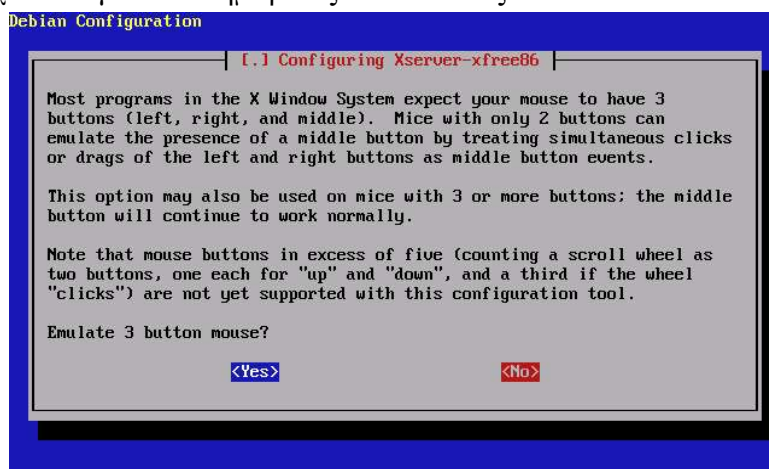 Debian Configuration
[.] Configuring Xserver-xfree86
Most programs in the X Window System expect your mouse to have 3
buttons (left, right, and middle). Mice with only 2 buttons can
emulate the presence of a middle button by treating simultaneous clicks
or drags of the left and right buttons as middle button events.
This option may also be used on mice with 3 or more buttons; the middle
button will continue to work normally.
Note that mouse buttons in excess of five (counting a scroll wheel as
two buttons, one each for "up" and "down", and a third if the wheel
"clicks") are not yet supported with this configuration tool.
Emulate 3 button mouse?
<Yes> <No>